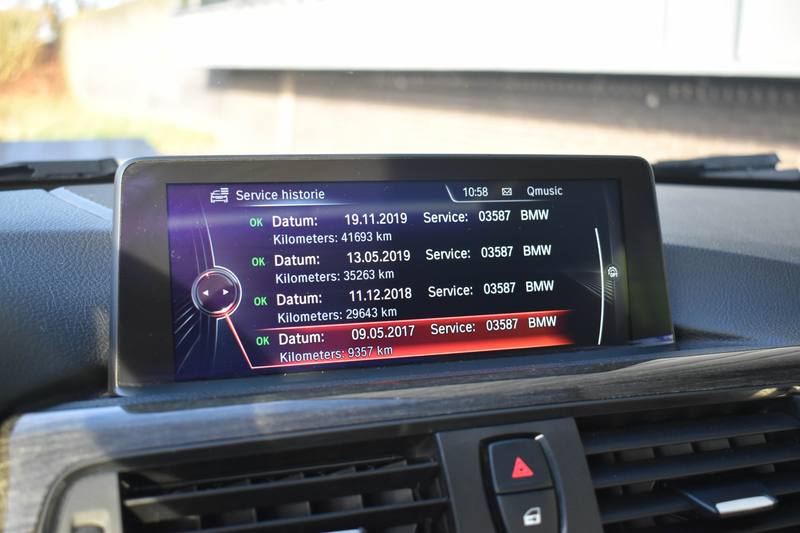 Service historie 10:58 Qmusic
OK Datum: 19.11.2019 Service: 03587 BMW
Kilometers: 41693 km
OK Datum: 13.05.2019 Service: 03587 BMW
Kilometers: 35263 km
OK Datum: 11.12.2018 Service: 03587 BMW
Kilometers: 29643 km
OK Datum: 09.05.2017 Service: 03587 BMW
Kilometers: 9357 km